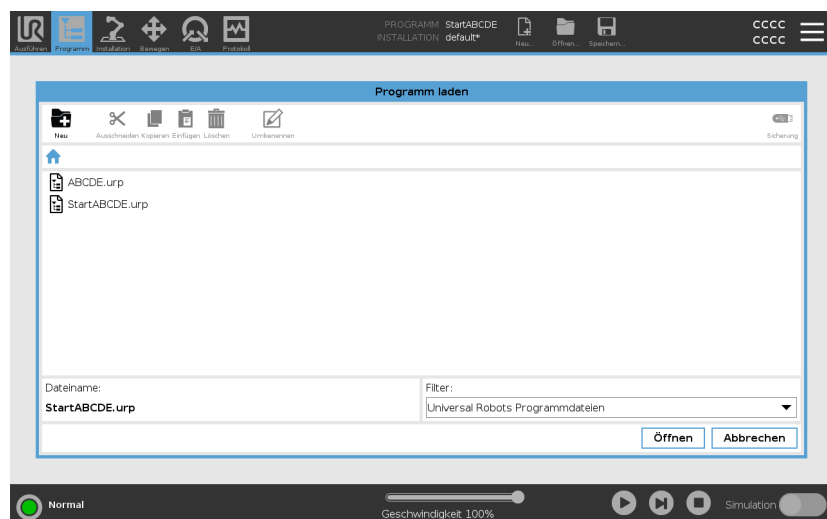 UR
PROGRAMM StartABCDE
INSTALLATION default*
CCCC
CCCC
Ausführen Programm Installation Bewegen E/A Protokoll Neu... Öffnen... Speichern...
Programm laden
Neu Ausschneiden Kopieren Einfügen Löschen Umbenennen Sicherung
ABCDE.urp
StartABCDE.urp
Dateiname: Filter:
StartABCDE.urp Universal Robots Programmdateien
Öffnen Abbrechen
Normal Geschwindigkeit 100% Simulation